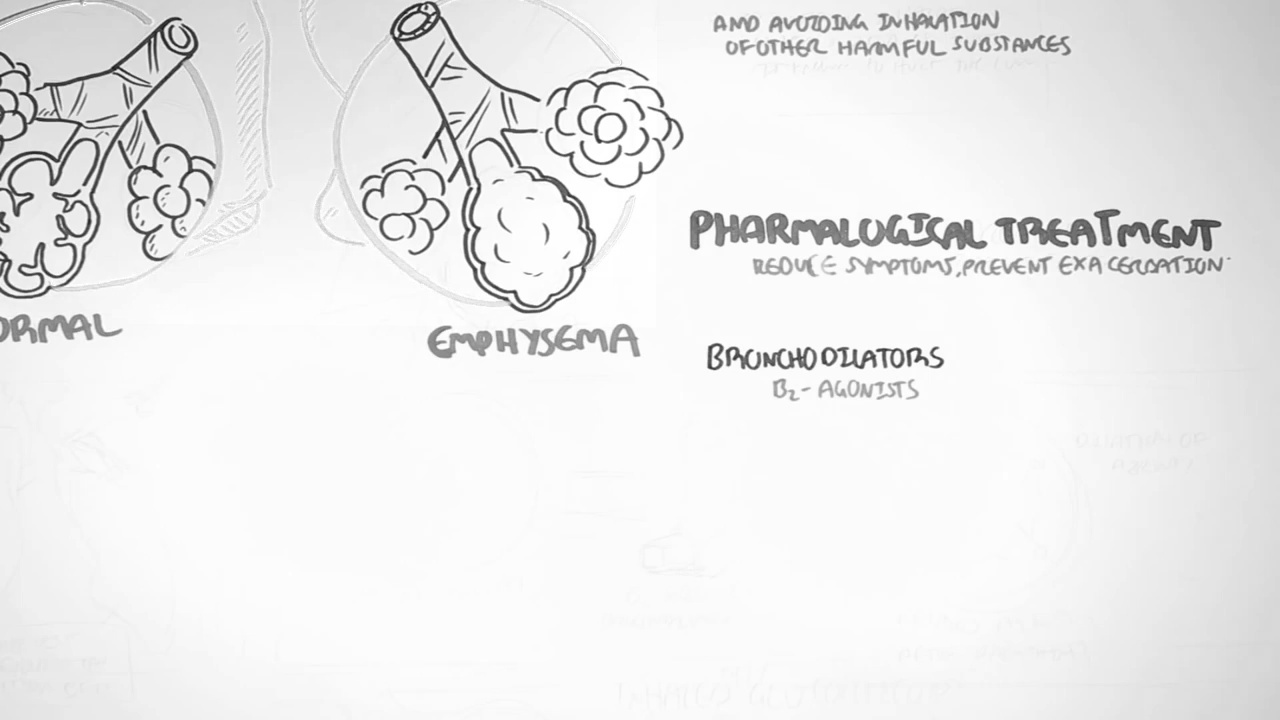 AND AVOIDING INHALATION
OF OTHER HARMFUL SUBSTANCES
PHARMALOGICAL TREATMENT
REDUCE SYMPTOMS, PREVENT EXACERBATION
BRONCHODILATORS
B2 - AGONISTS
ORMAL
EMPHYSEMA